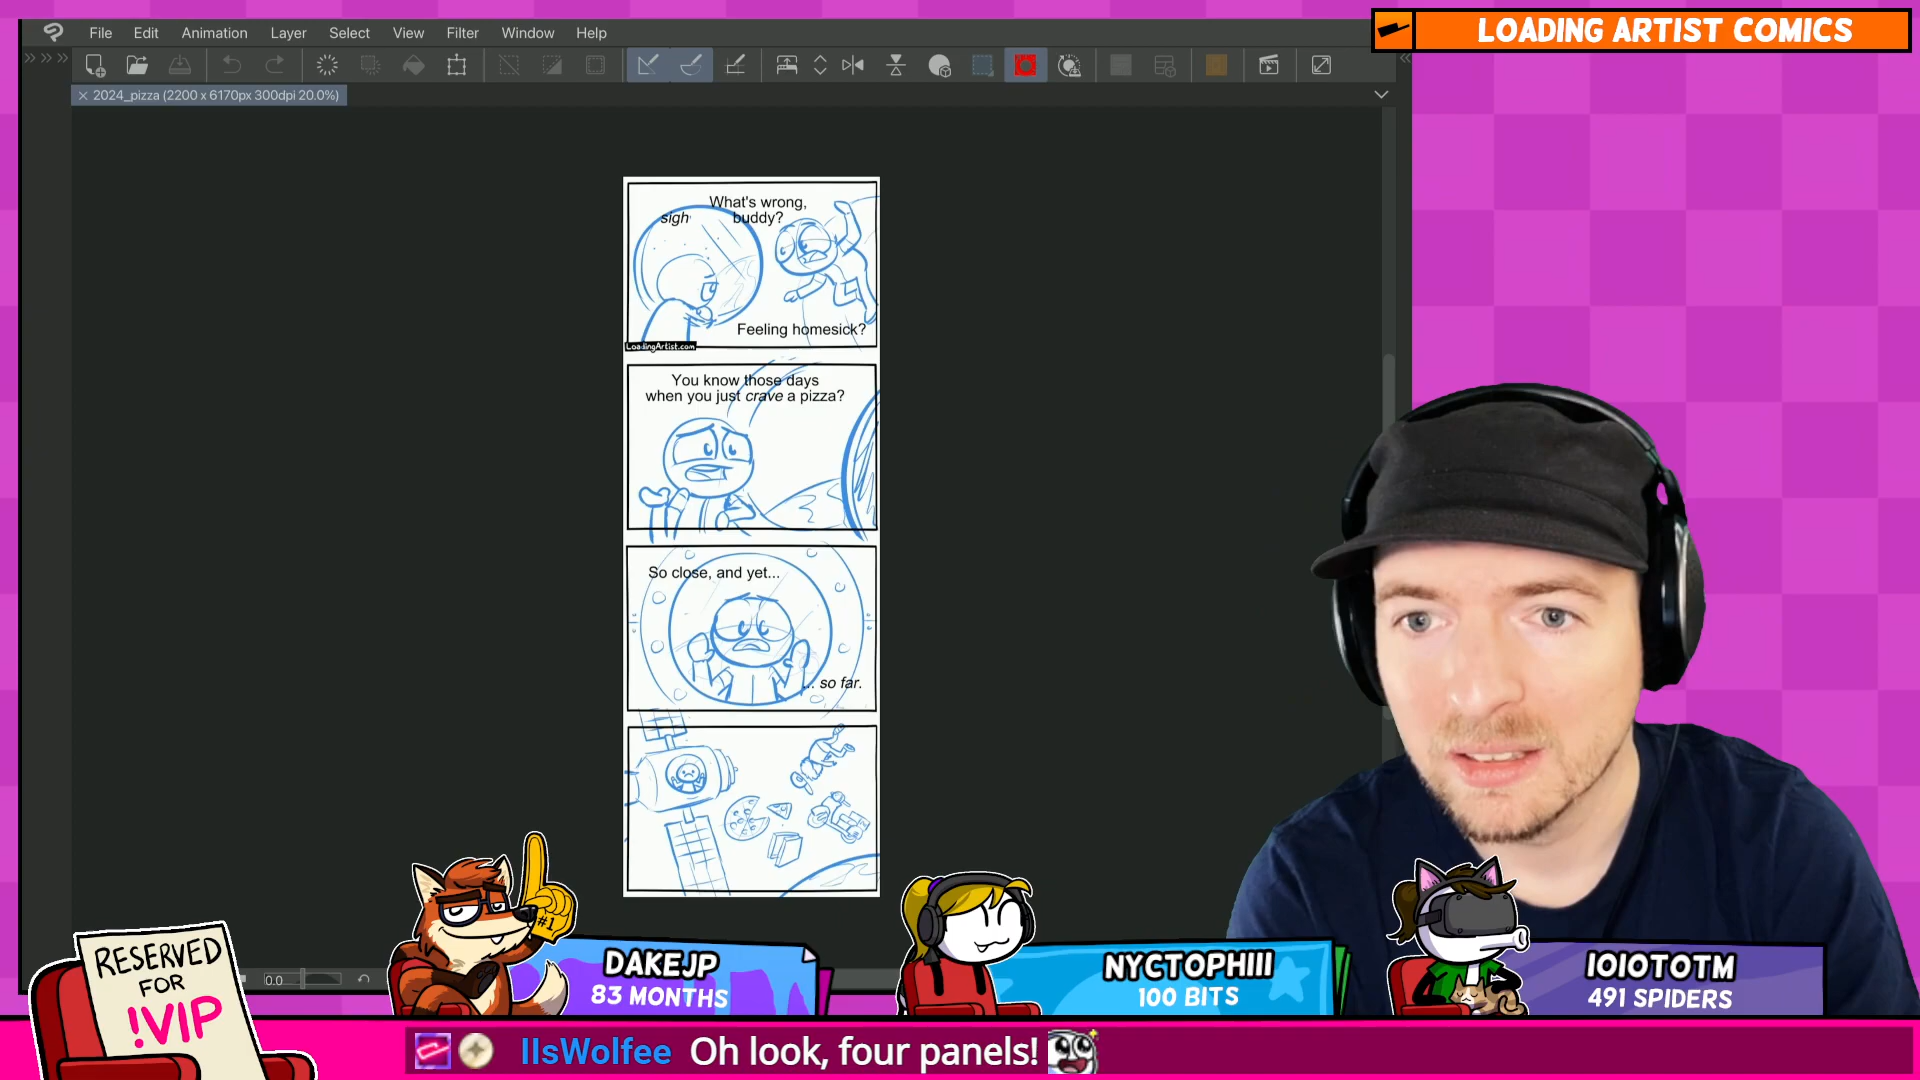 File Edit Animation Layer Select View Filter Window Help
LOADING ARTIST COMICS
2024_pizza (2200 x 6170px 300dpi 20.0%)
What's wrong,
sigh buddy?
Feeling homesick?
LoadingArtist.com
You know those days
when you just crave a pizza?
So close, and yet...
... so far.
0.0
#1
RESERVED
FOR
!VIP
DAKEJP
83 MONTHS
NYCTOPHIII
100 BITS
IOIOTOTM
491 SPIDERS
IIsWolfee Oh look, four panels!